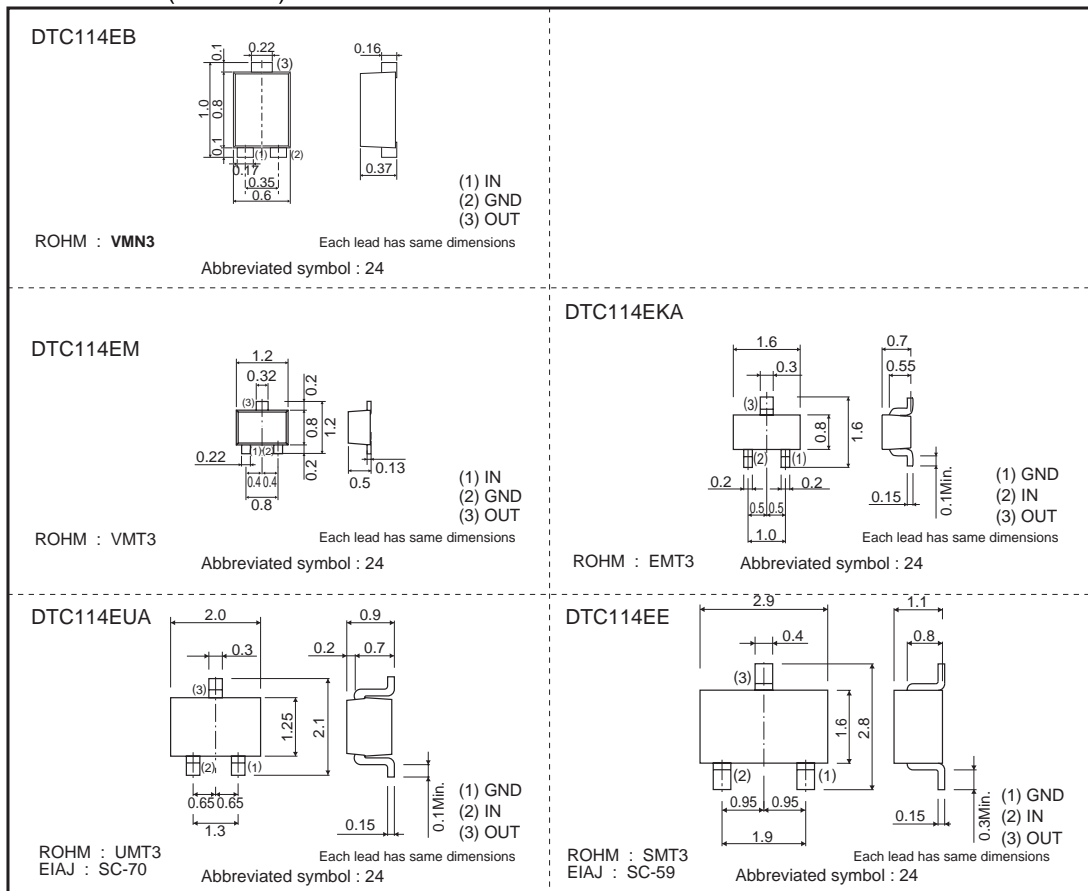 DTC114EB
0.22
0.16
(3)
0.1
1.0
0.8
0.1
(1)
(2)
0.17
0.35
0.6
0.37
(1) IN
(2) GND
(3) OUT
ROHM : VMN3
Each lead has same dimensions
Abbreviated symbol : 24
DTC114EM
1.2
0.32
0.2
(3)
0.8
1.2
(1)
(2)
0.22
0.4
0.4
0.2
0.8
0.13
0.5
(1) IN
(2) GND
(3) OUT
ROHM : VMT3
Each lead has same dimensions
Abbreviated symbol : 24
DTC114EKA
1.6
0.3
0.7
0.55
(3)
0.8
1.6
(2)
(1)
0.2
0.2
0.5
0.5
1.0
0.15
0.1Min.
(1) GND
(2) IN
(3) OUT
Each lead has same dimensions
ROHM : EMT3
Abbreviated symbol : 24
DTC114EUA
2.0
0.3
0.9
0.2
0.7
(3)
1.25
2.1
(2)
(1)
0.65
0.65
1.3
0.15
0.1Min.
(1) GND
(2) IN
(3) OUT
ROHM : UMT3
EIAJ : SC-70
Each lead has same dimensions
Abbreviated symbol : 24
DTC114EE
2.9
0.4
1.1
0.8
(3)
1.6
2.8
(2)
(1)
0.95
0.95
1.9
0.15
0.3Min.
(1) GND
(2) IN
(3) OUT
ROHM : SMT3
EIAJ : SC-59
Each lead has same dimensions
Abbreviated symbol : 24